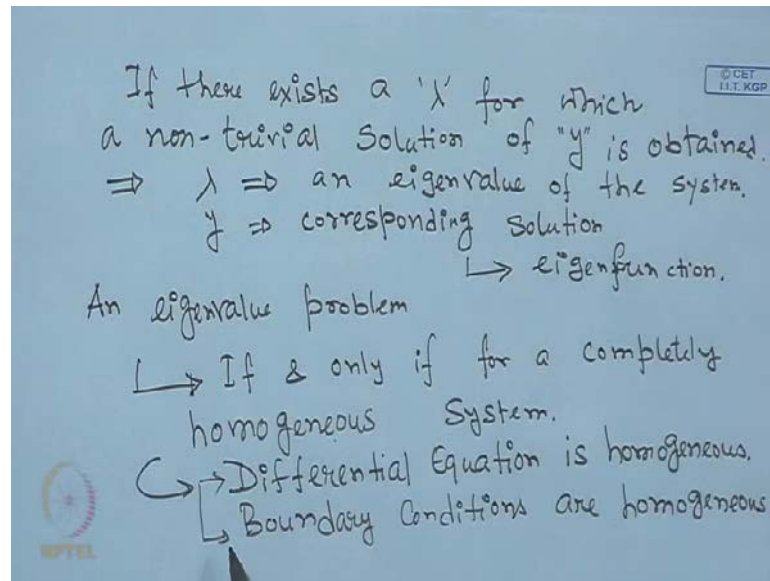 © CET
I.I.T. KGP
If there exists a 'λ' for which
a non-trivial solution of "y" is obtained.
⇒ λ ⇒ an eigenvalue of the system.
y ⇒ corresponding solution
↳ eigenfunction.
An eigenvalue problem
↳ If & only if for a completely
homogeneous System.
↪ → Differential Equation is homogeneous.
↳ Boundary Conditions are homogeneous
NPTEL